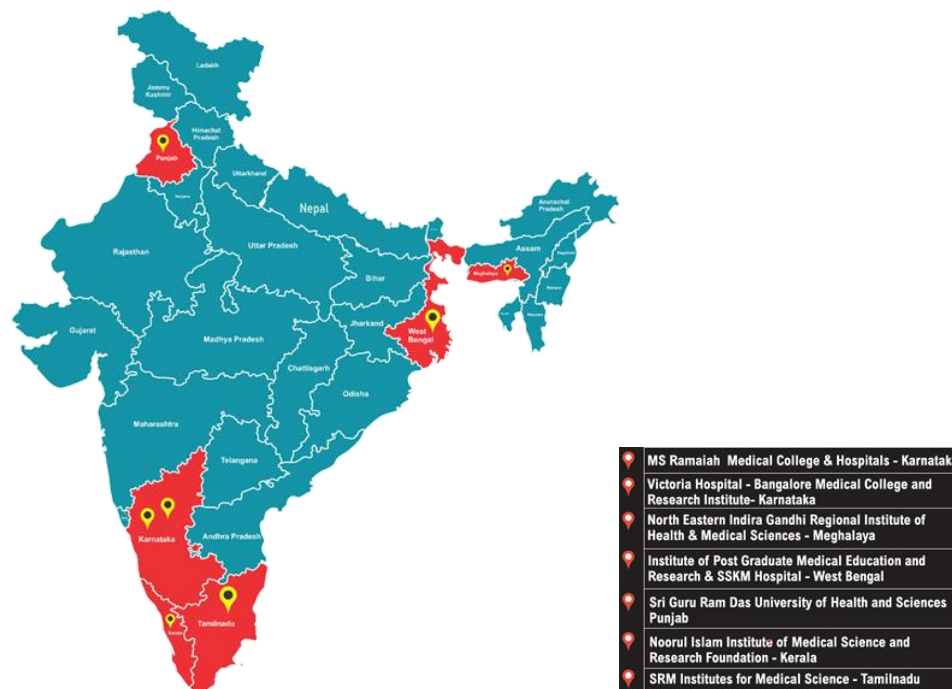 Ladakh
Jammu
Kashmir
Himachal
Pradesh
Punjab
Uttarkhand
Haryana
Nepal
Arunachal
Pradesh
Rajasthan
Uttar Pradesh
Assam
Bihar
Meghalaya
Gujarat
Madhya Pradesh
Jharkand
West
Bengal
Chattisgarh
Odisha
Maharashtra
Telangana
Karnataka
Andhra Pradesh
Tamilnadu
Kerala
MS Ramaiah Medical College & Hospitals - Karnatak
Victoria Hospital - Bangalore Medical College and
Research Institute- Karnataka
North Eastern Indira Gandhi Regional Institute of
Health & Medical Sciences - Meghalaya
Institute of Post Graduate Medical Education and
Research & SSKM Hospital - West Bengal
Sri Guru Ram Das University of Health and Sciences
Punjab
Noorul Islam Institute of Medical Science and
Research Foundation - Kerala
SRM Institutes for Medical Science - Tamilnadu